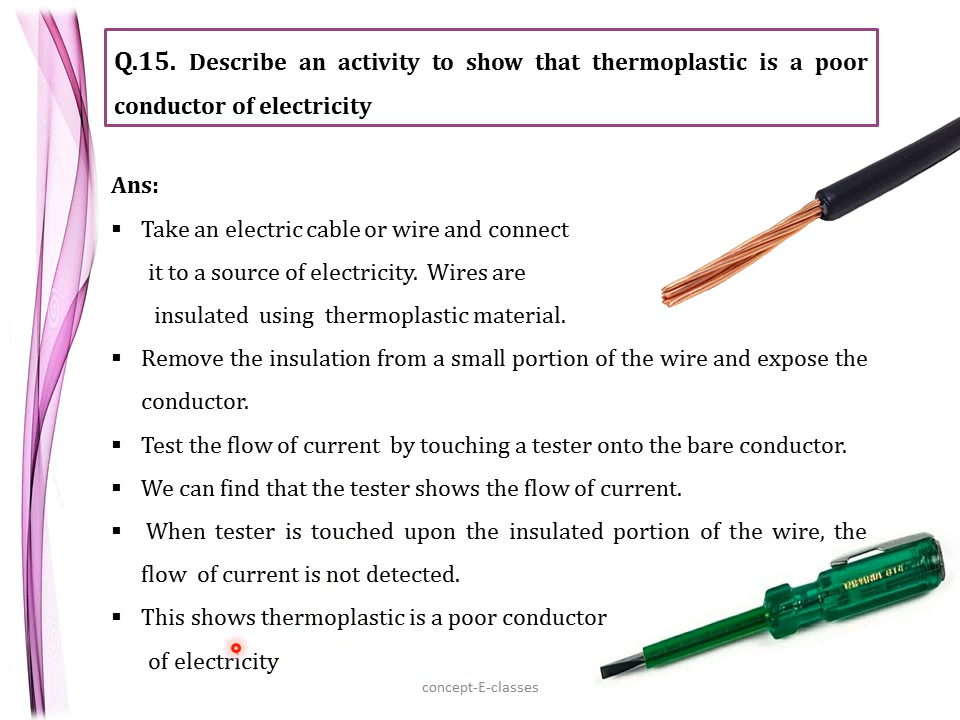 Q.15. Describe an activity to show that thermoplastic is a poor
conductor of electricity
Ans:
▪ Take an electric cable or wire and connect
it to a source of electricity. Wires are
insulated using thermoplastic material.
▪ Remove the insulation from a small portion of the wire and expose the
conductor.
▪ Test the flow of current by touching a tester onto the bare conductor.
▪ We can find that the tester shows the flow of current.
▪ When tester is touched upon the insulated portion of the wire, the
flow of current is not detected.
▪ This shows thermoplastic is a poor conductor
of electricity
concept-E-classes